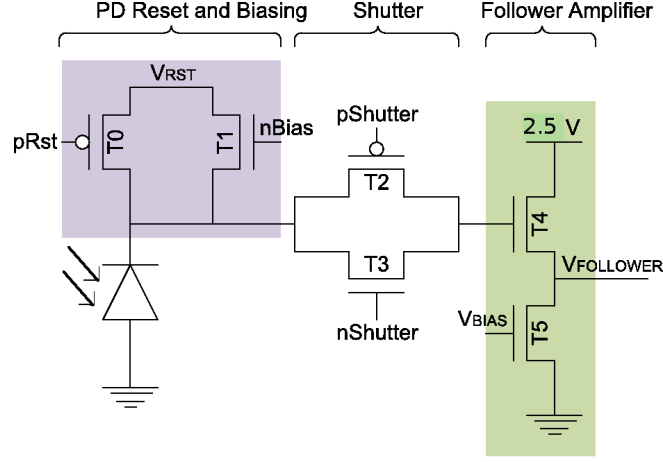 PD Reset and Biasing Shutter Follower Amplifier
VRST
pRst T0 T1 nBias
pShutter
2.5 V
T2
T4
T3
VFOLLOWER
VBIAS T5
nShutter